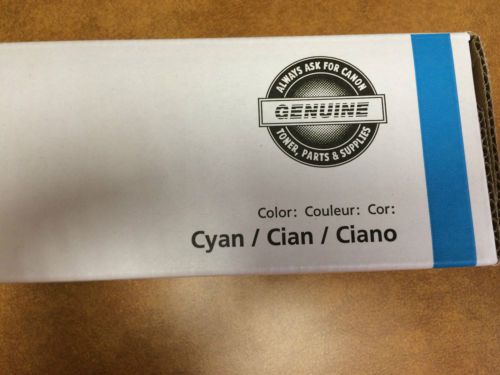 ALWAYS ASK FOR CANON
GENUINE
TONER, PARTS & SUPPLIES
Color: Couleur: Cor:
Cyan / Cian / Ciano